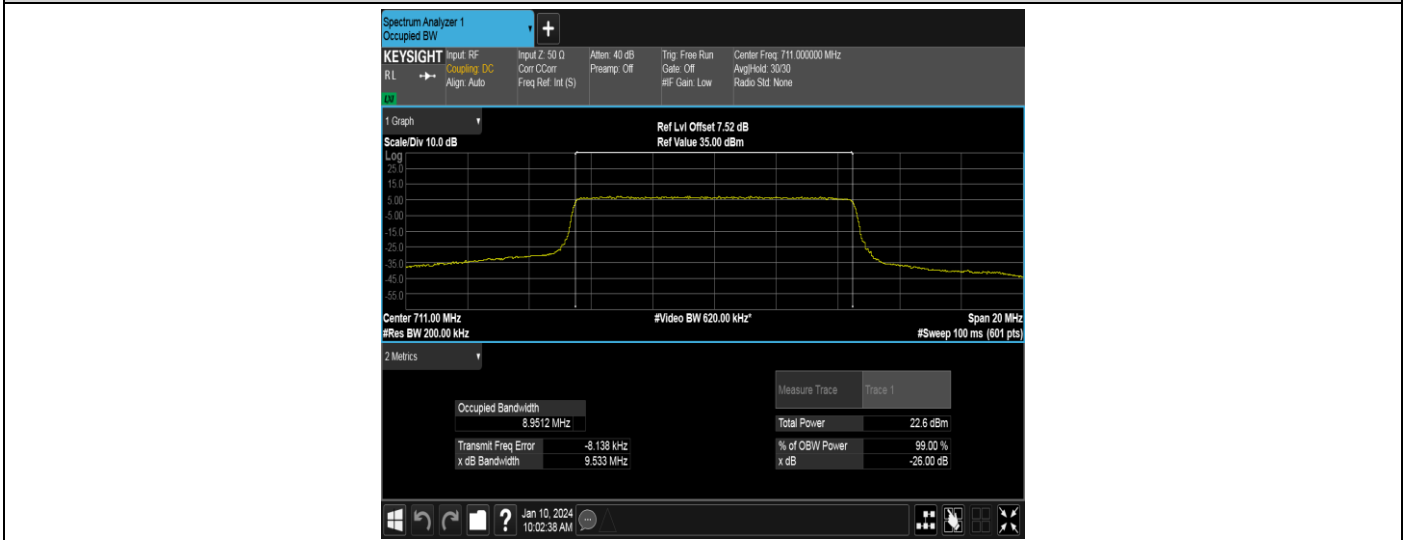 Spectrum Analyzer 1
Occupied BW
+
KEYSIGHT
RL
Input: RF
Coupling: DC
Align: Auto
Input Z: 50 Ω
Corr CCorr
Freq Ref: Int (S)
Atten: 40 dB
Preamp: Off
Trig: Free Run
Gate: Off
#IF Gain: Low
Center Freq: 711.000000 MHz
Avg|Hold: 30/30
Radio Std: None
1 Graph
Scale/Div 10.0 dB
Ref Lvl Offset 7.52 dB
Ref Value 35.00 dBm
Log
25.0
15.0
5.00
-5.00
-15.0
-25.0
-35.0
-45.0
-55.0
Center 711.00 MHz
#Res BW 200.00 kHz
#Video BW 620.00 kHz*
Span 20 MHz
#Sweep 100 ms (601 pts)
2 Metrics
Measure Trace Trace 1
Occupied Bandwidth
8.9512 MHz
Total Power 22.6 dBm
Transmit Freq Error -8.138 kHz
% of OBW Power 99.00 %
x dB Bandwidth 9.533 MHz
x dB -26.00 dB
?
Jan 10, 2024
10:02:38 AM